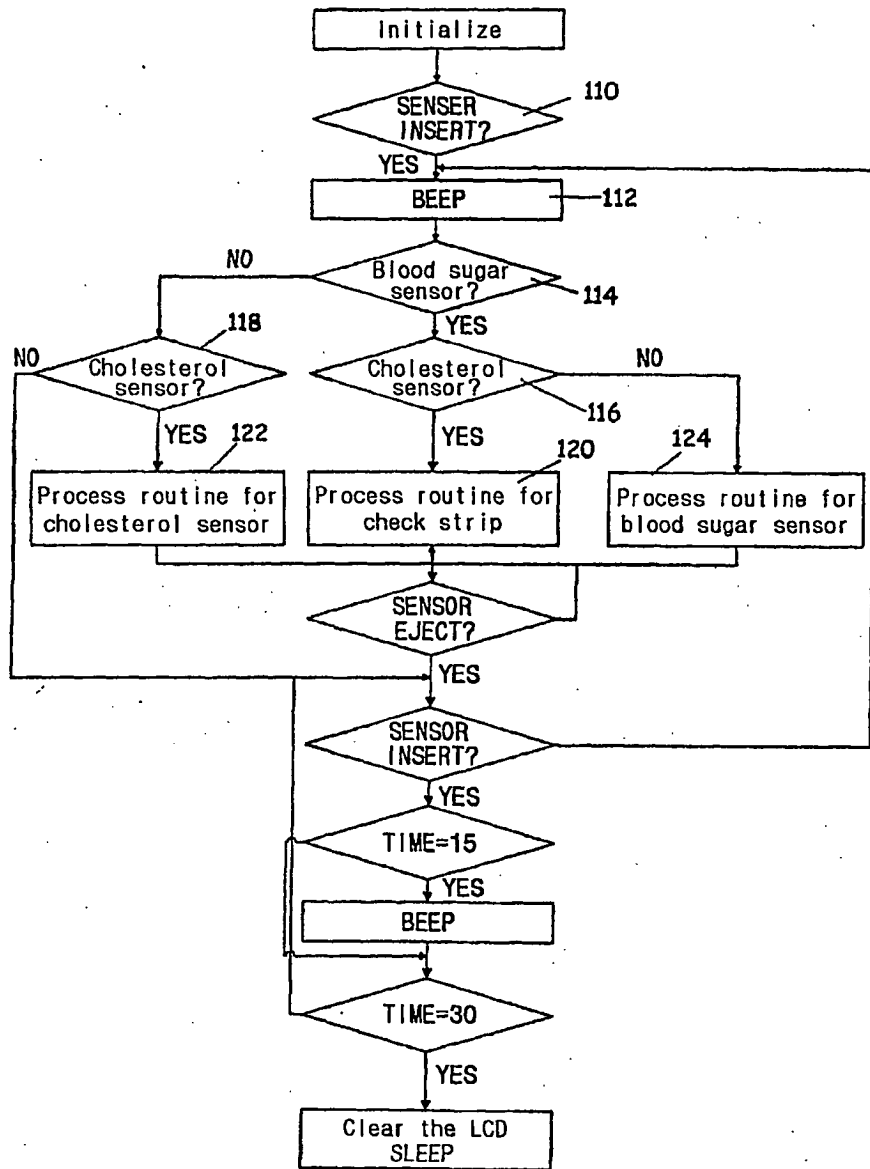 Initialize
SENSER
INSERT?
110
YES
BEEP
112
NO
Blood sugar
sensor?
114
118
YES
NO
Cholesterol
sensor?
Cholesterol
sensor?
NO
116
YES
122
YES
120
124
Process routine for
cholesterol sensor
Process routine for
check strip
Process routine for
blood sugar sensor
SENSOR
EJECT?
YES
SENSOR
INSERT?
YES
TIME=15
YES
BEEP
TIME=30
YES
Clear the LCD
SLEEP